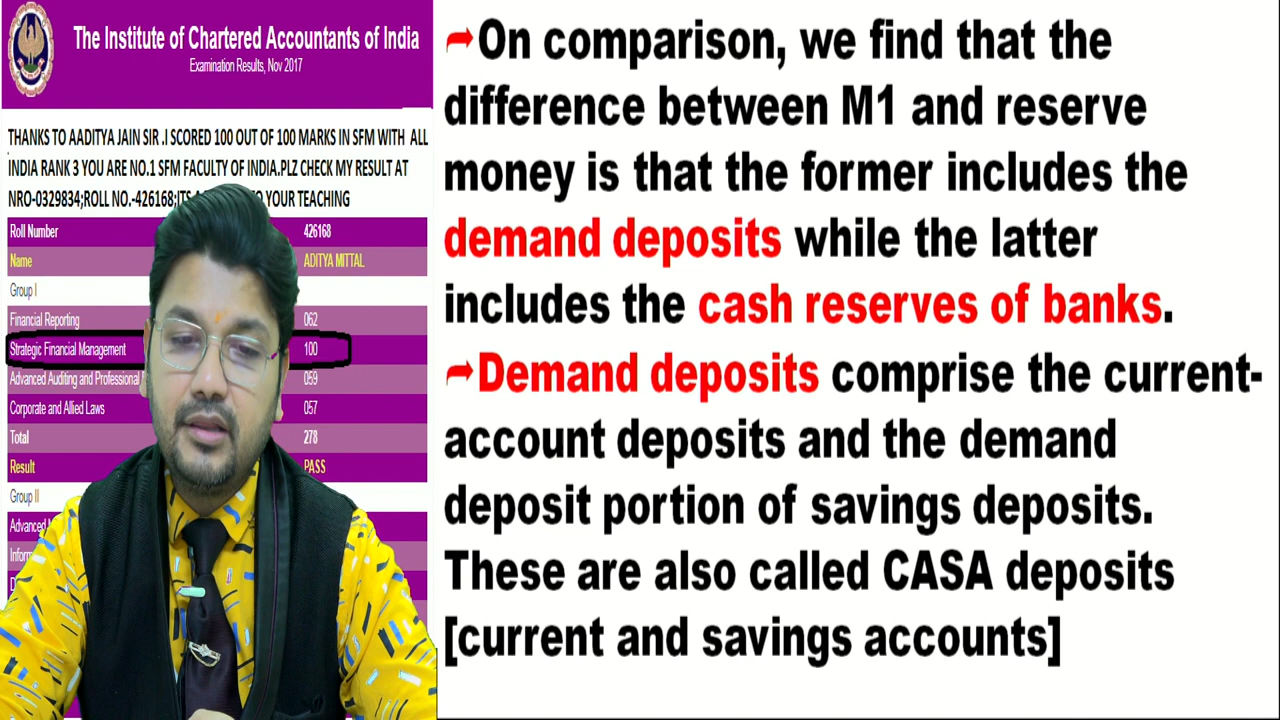 The Institute of Chartered Accountants of India
Examination Results, Nov 2017
THANKS TO AADITYA JAIN SIR .I SCORED 100 OUT OF 100 MARKS IN SFM WITH ALL
INDIA RANK 3 YOU ARE NO.1 SFM FACULTY OF INDIA.PLZ CHECK MY RESULT AT
NRO-0329834;ROLL NO.-426168; YOUR TEACHING
Roll Number 426168
Name ADITYA MITTAL
Group I
Financial Reporting 062
Strategic Financial Management 100
Advanced Auditing and Professional 059
Corporate and Allied Laws 057
Total 278
Result PASS
Group II
Advanced
On comparison, we find that the
difference between M1 and reserve
money is that the former includes the
demand deposits while the latter
includes the cash reserves of banks.
Demand deposits comprise the current-
account deposits and the demand
deposit portion of savings deposits.
These are also called CASA deposits
[current and savings accounts]